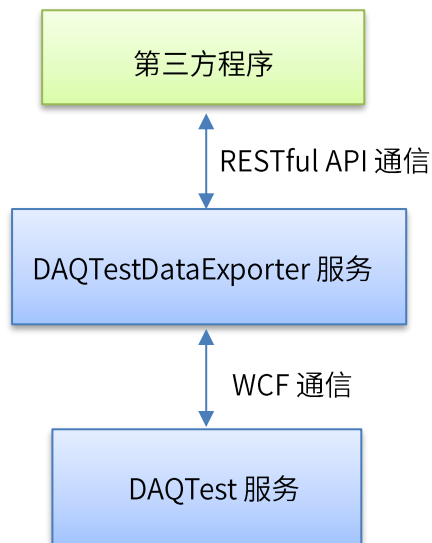 第三方程序
RESTful API 通信
DAQTestDataExporter 服务
WCF 通信
DAQTest 服务